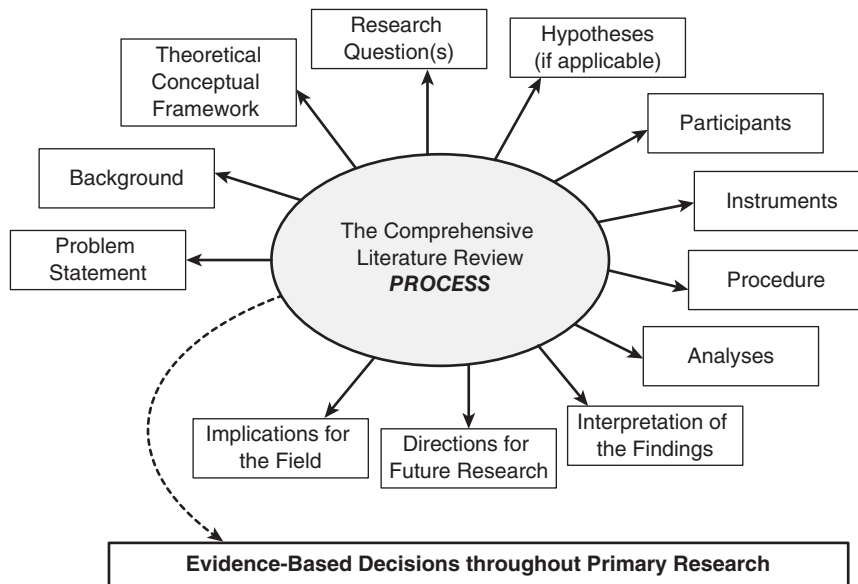 Research
Question(s)
Hypotheses
(if applicable)
Theoretical
Conceptual
Framework
Participants
Background
Instruments
The Comprehensive
Literature Review
PROCESS
Problem
Statement
Procedure
Analyses
Implications for
the Field
Directions for
Future Research
Interpretation of
the Findings
Evidence-Based Decisions throughout Primary Research